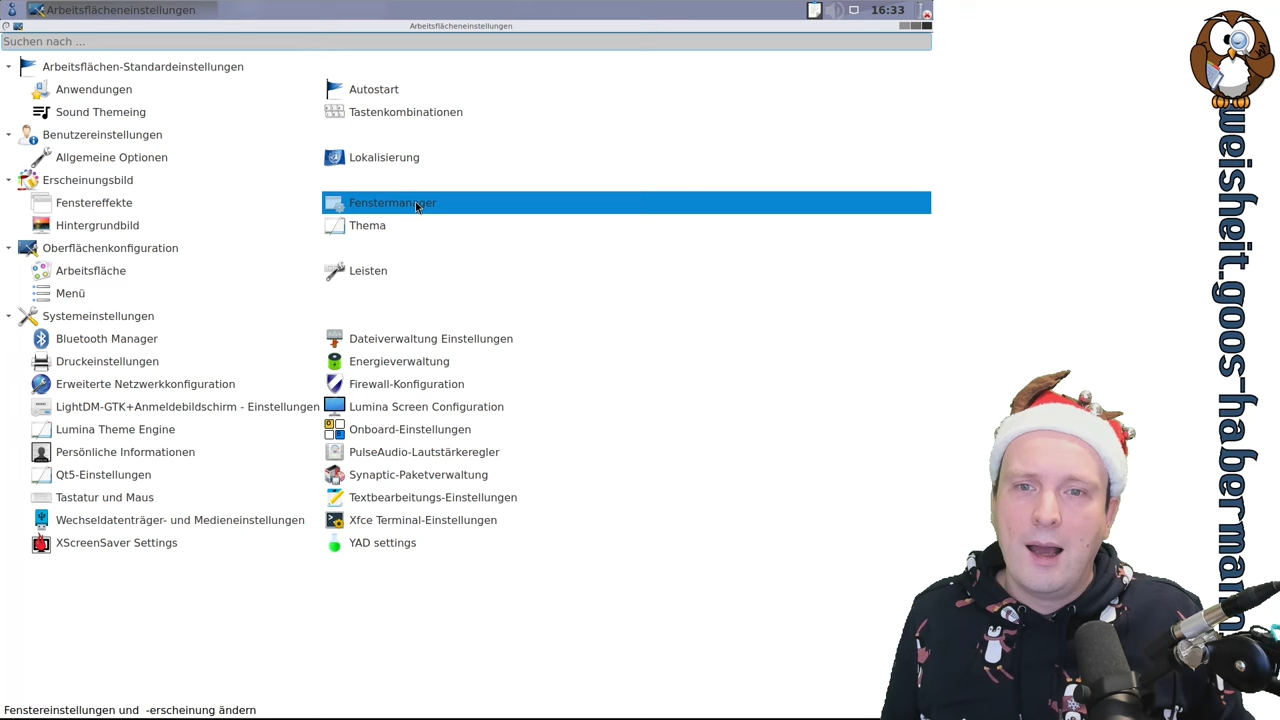 Arbeitsflächeneinstellungen
16:33
Arbeitsflächeneinstellungen
Suchen nach ...
Arbeitsflächen-Standardeinstellungen
Anwendungen
Autostart
Sound Themeing
Tastenkombinationen
Benutzereinstellungen
Allgemeine Optionen
Lokalisierung
Erscheinungsbild
Fenstereffekte
Fenstermanager
Hintergrundbild
Thema
Oberflächenkonfiguration
Arbeitsfläche
Leisten
Menü
Systemeinstellungen
Bluetooth Manager
Dateiverwaltung Einstellungen
Druckeinstellungen
Energieverwaltung
Erweiterte Netzwerkkonfiguration
Firewall-Konfiguration
LightDM-GTK+Anmeldebildschirm - Einstellungen
Lumina Screen Configuration
Lumina Theme Engine
Onboard-Einstellungen
Persönliche Informationen
PulseAudio-Lautstärkeregler
Qt5-Einstellungen
Synaptic-Paketverwaltung
Tastatur und Maus
Textbearbeitungs-Einstellungen
Wechseldatenträger- und Medieneinstellungen
Xfce Terminal-Einstellungen
XScreenSaver Settings
YAD settings
Fenstereinstellungen und -erscheinung ändern
weisheit.goos-habermann